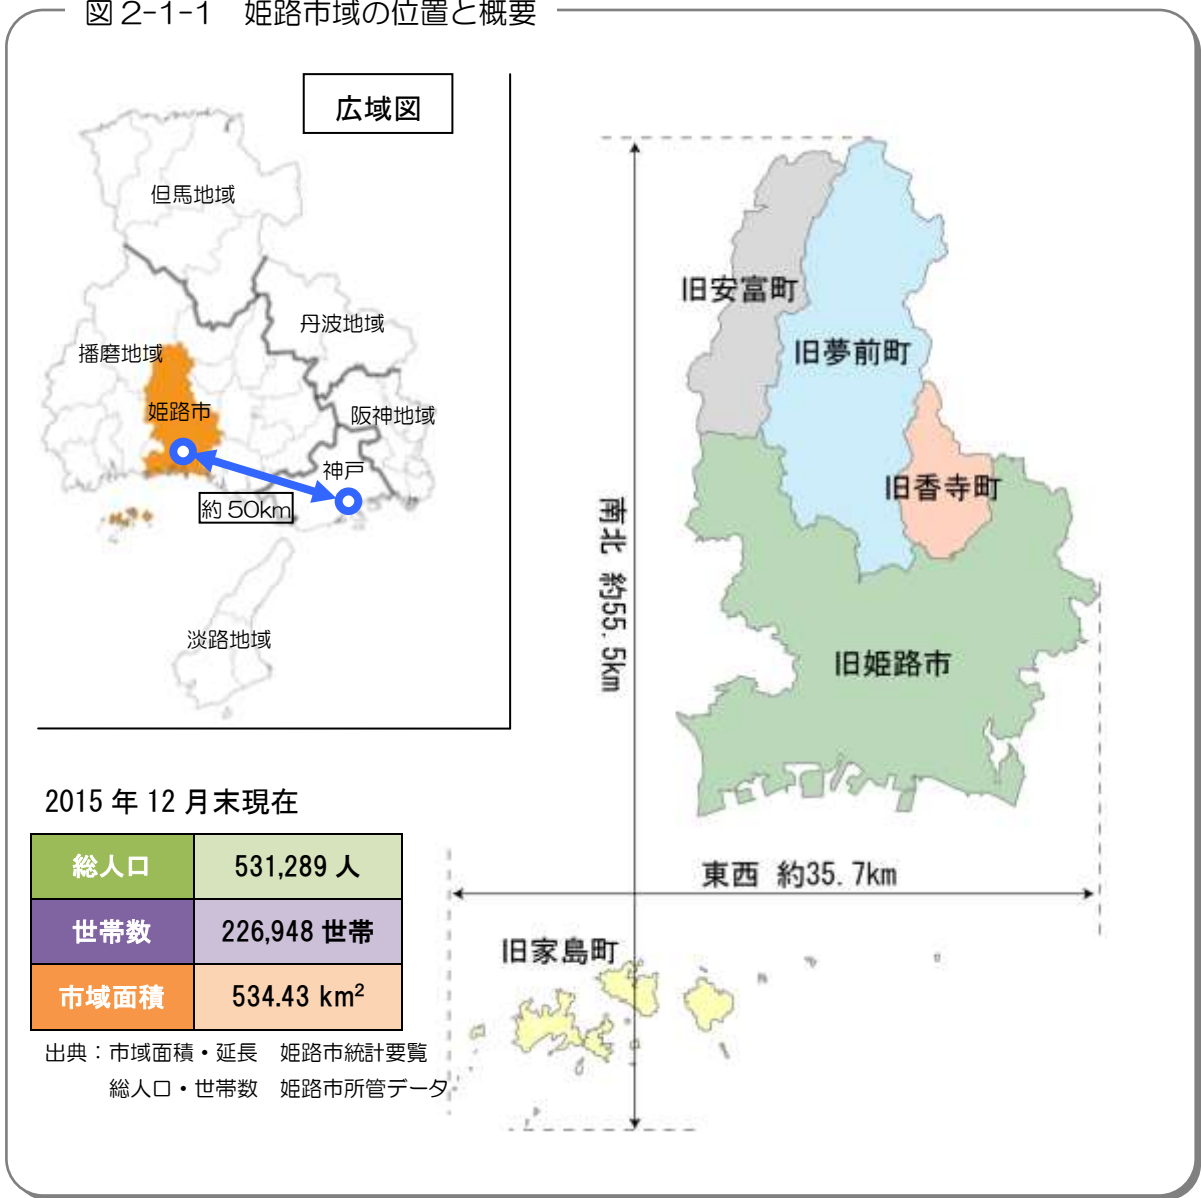 図 2-1-1 姫路市域の位置と概要
広域図
但馬地域
丹波地域
播磨地域
姫路市
阪神地域
神戸
約 50km
淡路地域
旧安富町
旧夢前町
旧香寺町
旧姫路市
南北 約55.5km
東西 約35.7km
旧家島町
2015 年 12 月末現在
総人口 531,289 人
世帯数 226,948 世帯
市域面積 534.43 km²
出典：市域面積・延長 姫路市統計要覧
総人口・世帯数 姫路市所管データ